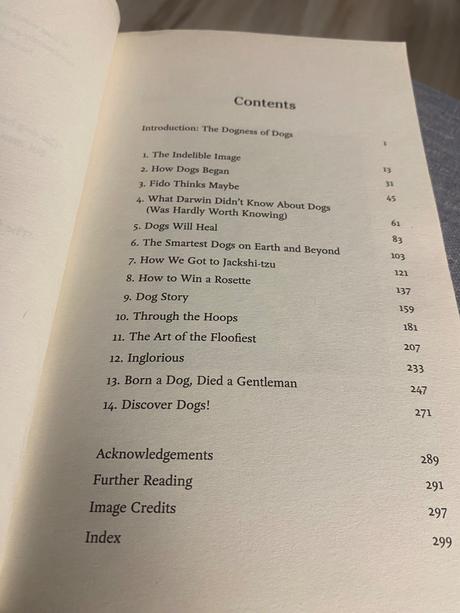 Contents
Introduction: The Dogness of Dogs 1
1. The Indelible Image 13
2. How Dogs Began 31
3. Fido Thinks Maybe 45
4. What Darwin Didn't Know About Dogs
(Was Hardly Worth Knowing) 61
5. Dogs Will Heal 83
6. The Smartest Dogs on Earth and Beyond 103
7. How We Got to Jackshi-tzu 121
8. How to Win a Rosette 137
9. Dog Story 159
10. Through the Hoops 181
11. The Art of the Floofiest 207
12. Inglorious 233
13. Born a Dog, Died a Gentleman 247
14. Discover Dogs! 271
Acknowledgements 289
Further Reading 291
Image Credits 297
Index 299